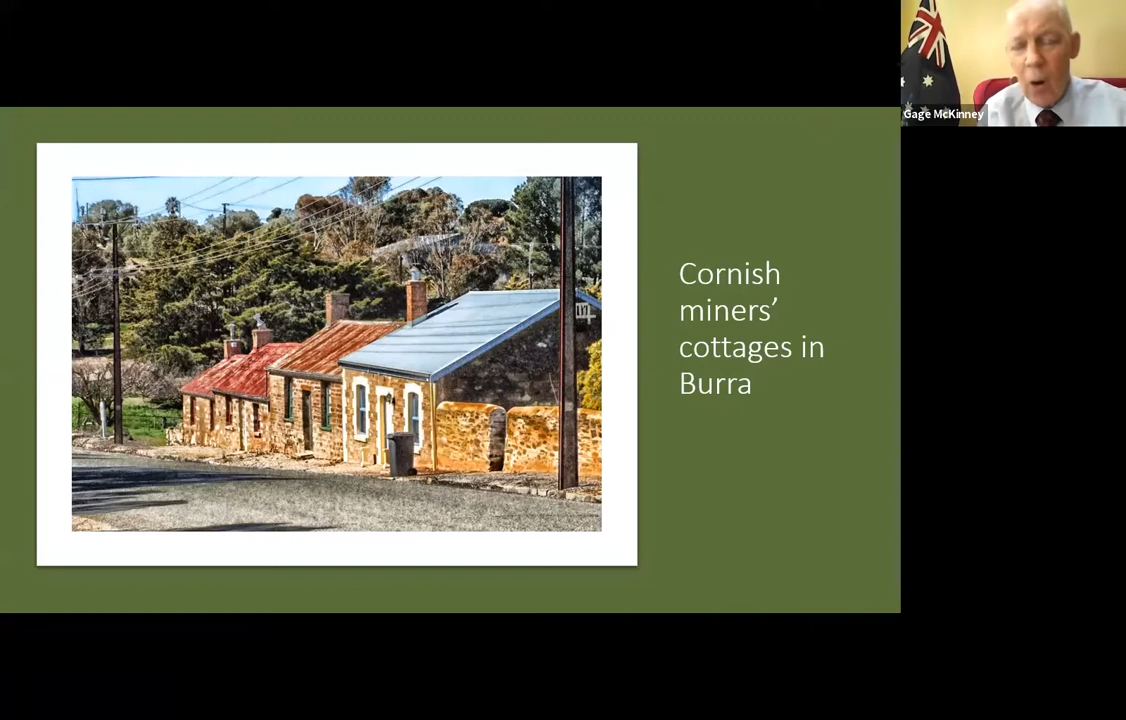 Gage McKinney
Cornish
miners’
cottages in
Burra